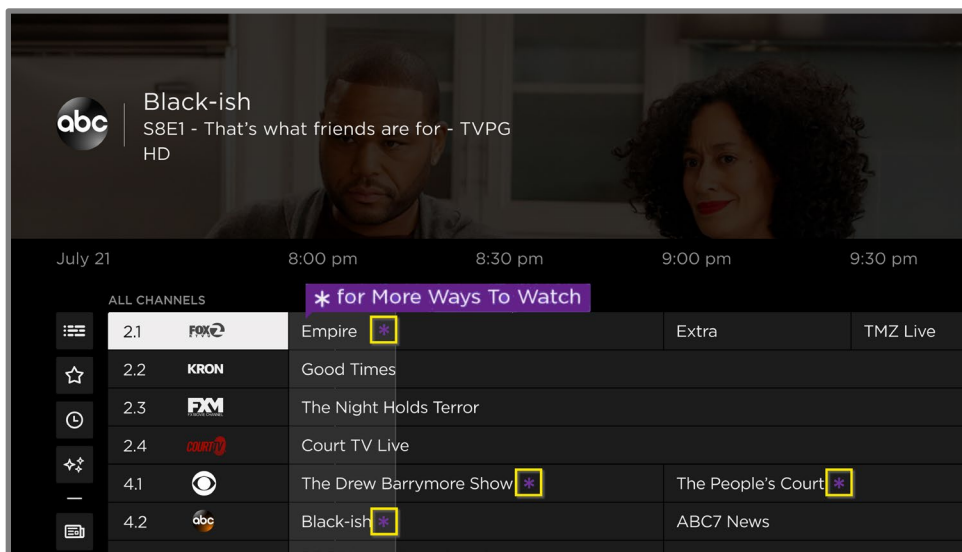 abc
Black-ish
S8E1 - That's what friends are for - TVPG
HD
July 21 8:00 pm 8:30 pm 9:00 pm 9:30 pm
ALL CHANNELS
* for More Ways To Watch
2.1 FOX 2 Empire * Extra TMZ Live
2.2 KRON Good Times
2.3 FXM The Night Holds Terror
2.4 COURT TV Court TV Live
4.1 The Drew Barrymore Show * The People's Court *
4.2 abc Black-ish * ABC7 News